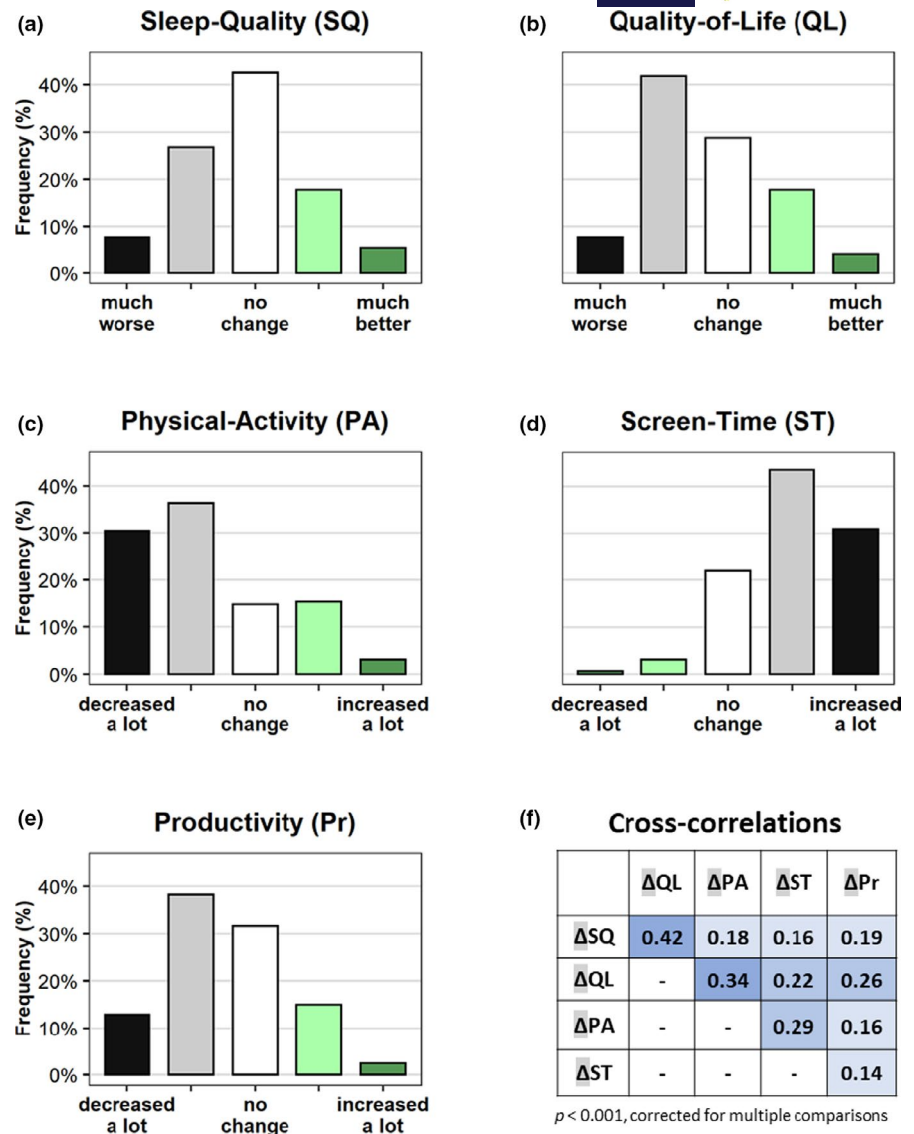 (a) Sleep-Quality (SQ)
Frequency (%)
40%
30%
20%
10%
0%
much worse
no change
much better
(b) Quality-of-Life (QL)
much worse
no change
much better
(c) Physical-Activity (PA)
Frequency (%)
40%
30%
20%
10%
0%
decreased a lot
no change
increased a lot
(d) Screen-Time (ST)
decreased a lot
no change
increased a lot
(e) Productivity (Pr)
Frequency (%)
40%
30%
20%
10%
0%
decreased a lot
no change
increased a lot
(f) Cross-correlations
ΔQL ΔPA ΔST ΔPr
ΔSQ 0.42 0.18 0.16 0.19
ΔQL - 0.34 0.22 0.26
ΔPA - - 0.29 0.16
ΔST - - - 0.14
p < 0.001, corrected for multiple comparisons